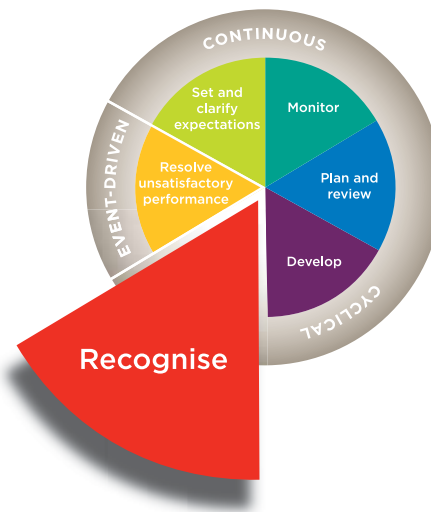 CONTINUOUS
Set and
clarify
expectations
Monitor
EVENT-DRIVEN
Resolve
unsatisfactory
performance
Plan and
review
Develop
CYCLICAL
Recognise